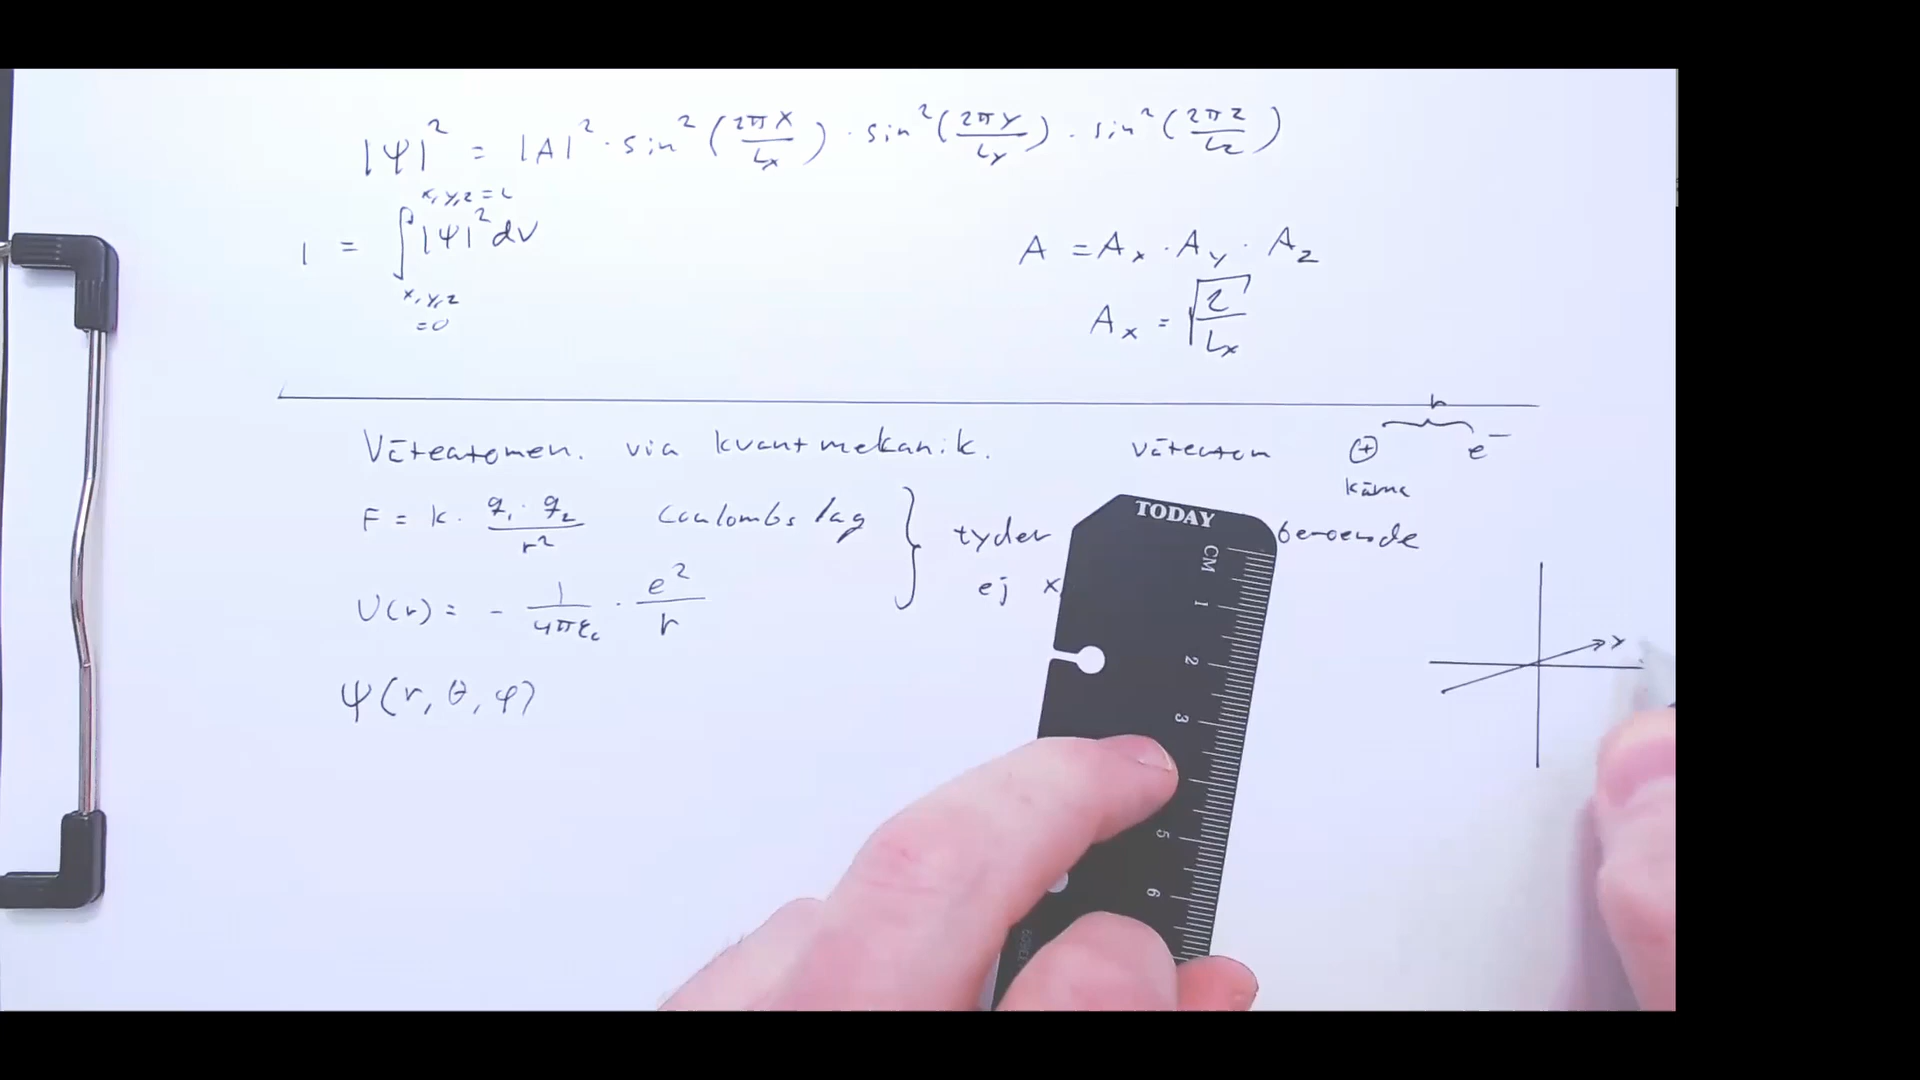 |Ψ|² = |A|² · sin²(2πx/Lx) · sin²(2πy/Ly) · sin²(2πz/Lz)
x, y, z = L
1 = ∫|Ψ|² dV
x, y, z
= 0
A = Ax · Ay · Az
Ax = √(2/Lx)
Väteatomen. via kvantmekanik.
väteatom
r
⊕ e⁻
kärna
F = k · q₁ · q₂ / r² Coulombs lag
U(r) = - 1/4πε₀ · e²/r
tyder beroende
ej x
Ψ(r, θ, φ)
y
TODAY
CM
1
2
3
5
6